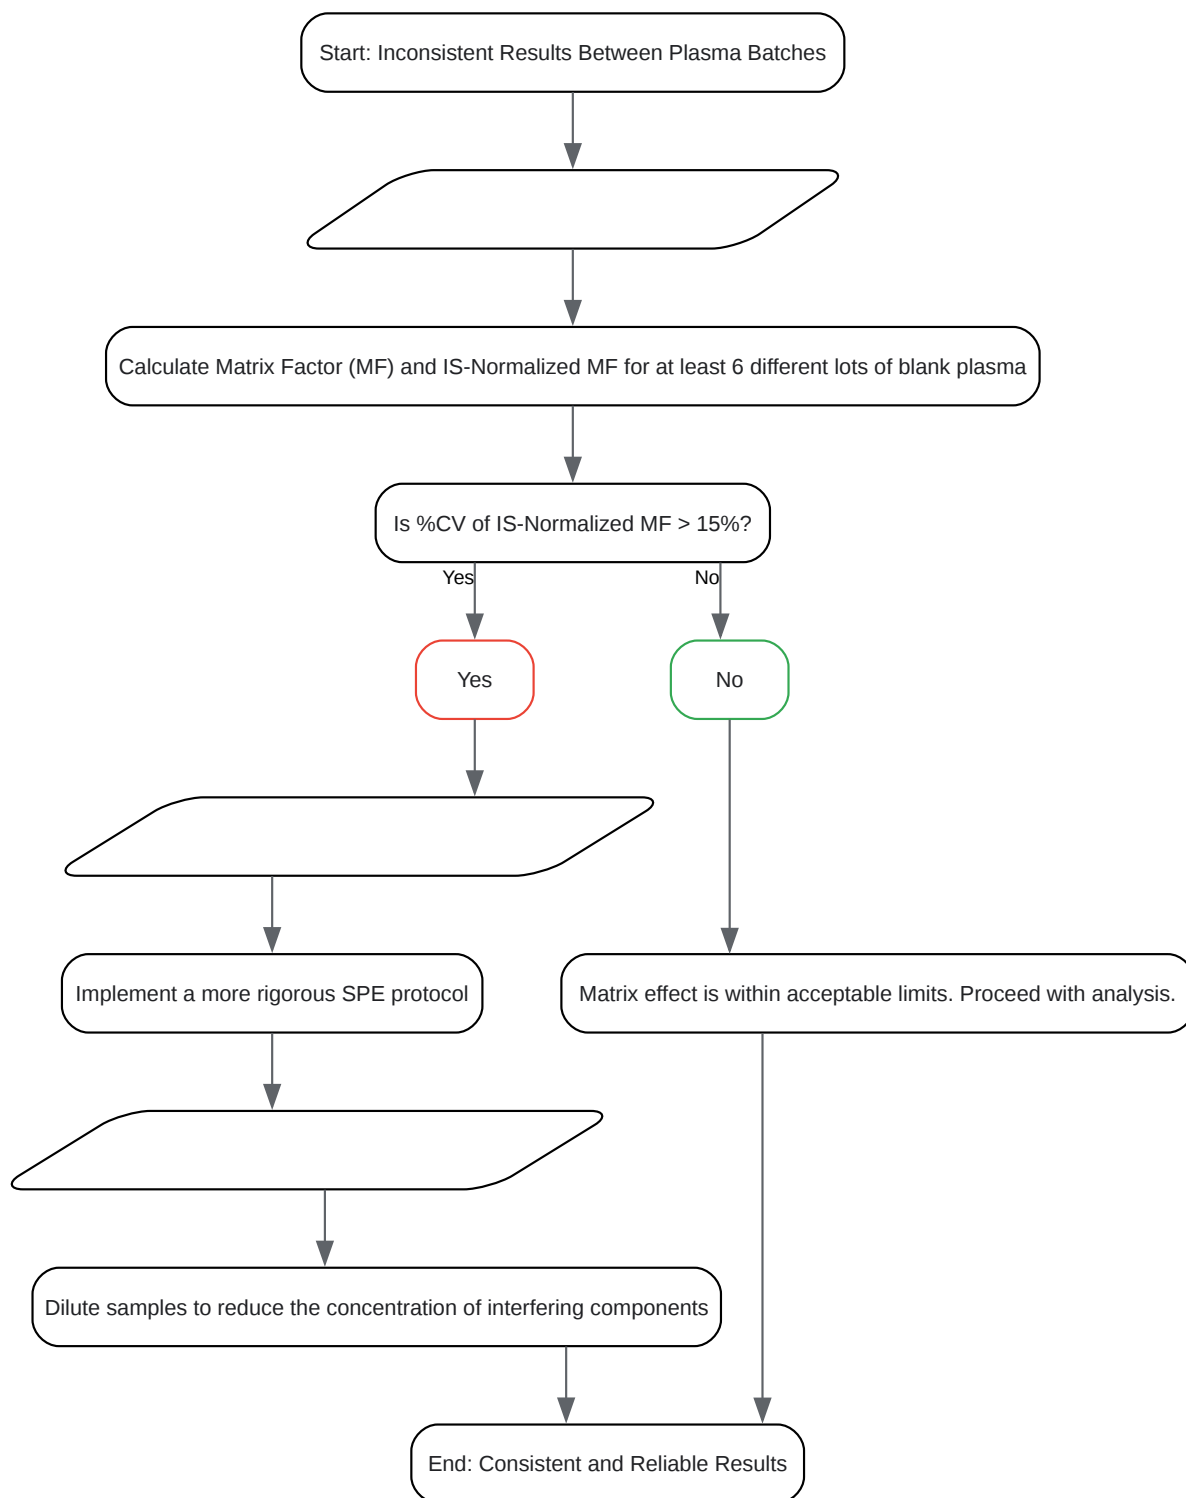 Start: Inconsistent Results Between Plasma Batches
Calculate Matrix Factor (MF) and IS-Normalized MF for at least 6 different lots of blank plasma
Is %CV of IS-Normalized MF > 15%?
Yes
No
Yes
No
Implement a more rigorous SPE protocol
Matrix effect is within acceptable limits. Proceed with analysis.
Dilute samples to reduce the concentration of interfering components
End: Consistent and Reliable Results